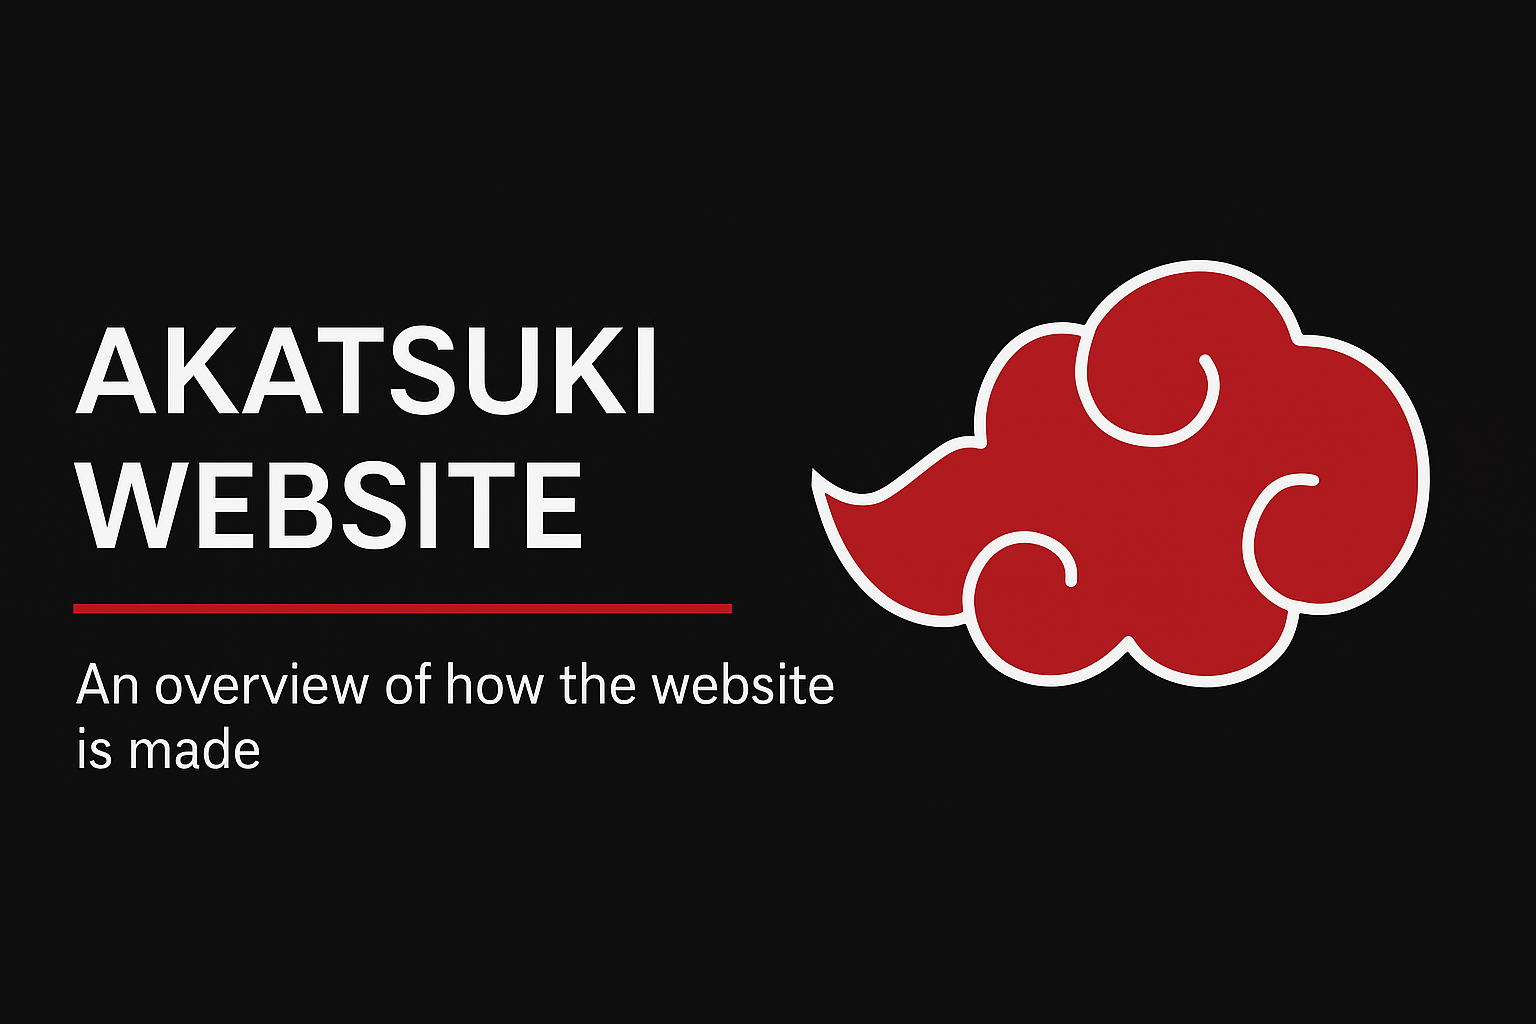 AKATSUKI
WEBSITE
An overview of how the website
is made